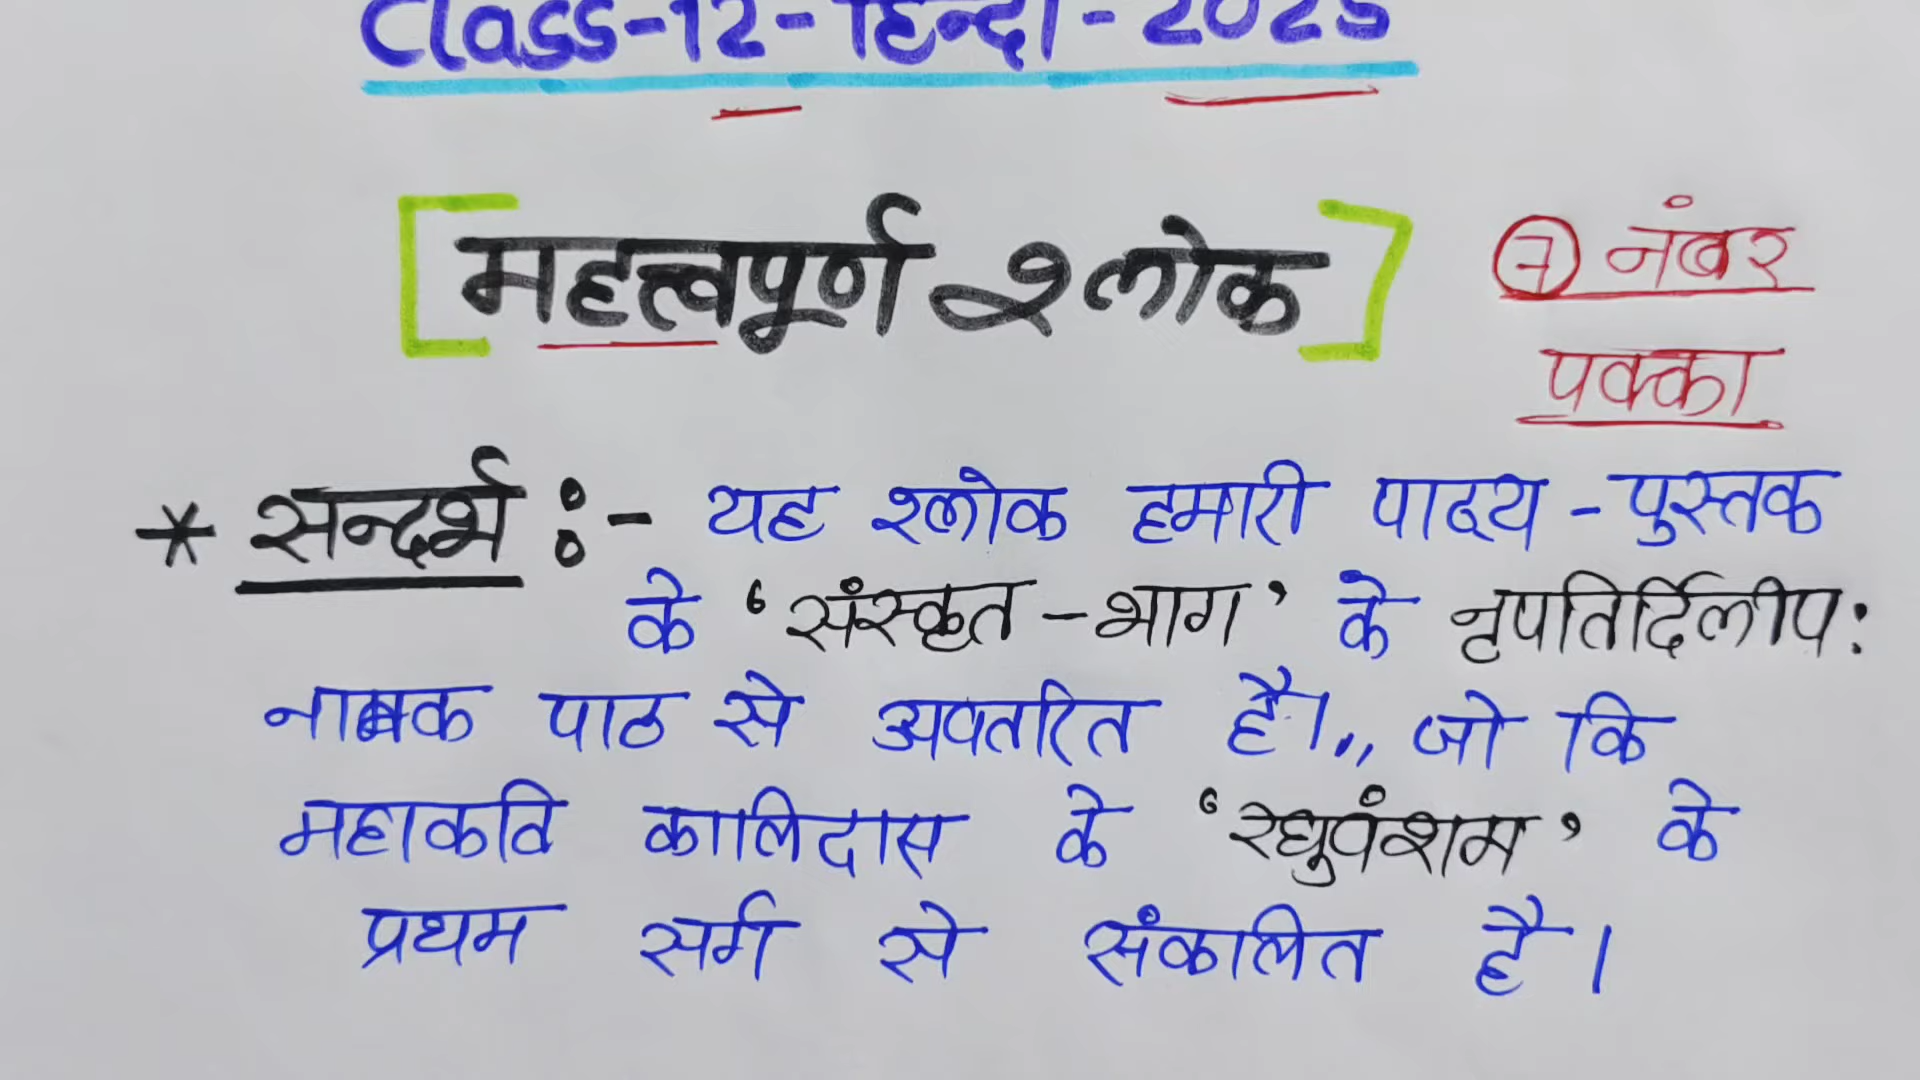 Class-12-हिन्दी-2025
[महत्त्वपूर्ण श्लोक]
7 नंबर
पक्का
* सन्दर्भ :- यह श्लोक हमारी पाठ्य-पुस्तक
के ‘संस्कृत-भाग’ के नृपतिर्दिलीपः
नामक पाठ से अवतरित है।,, जो कि
महाकवि कालिदास के ‘रघुवंशम’ के
प्रथम सर्ग से संकलित है।